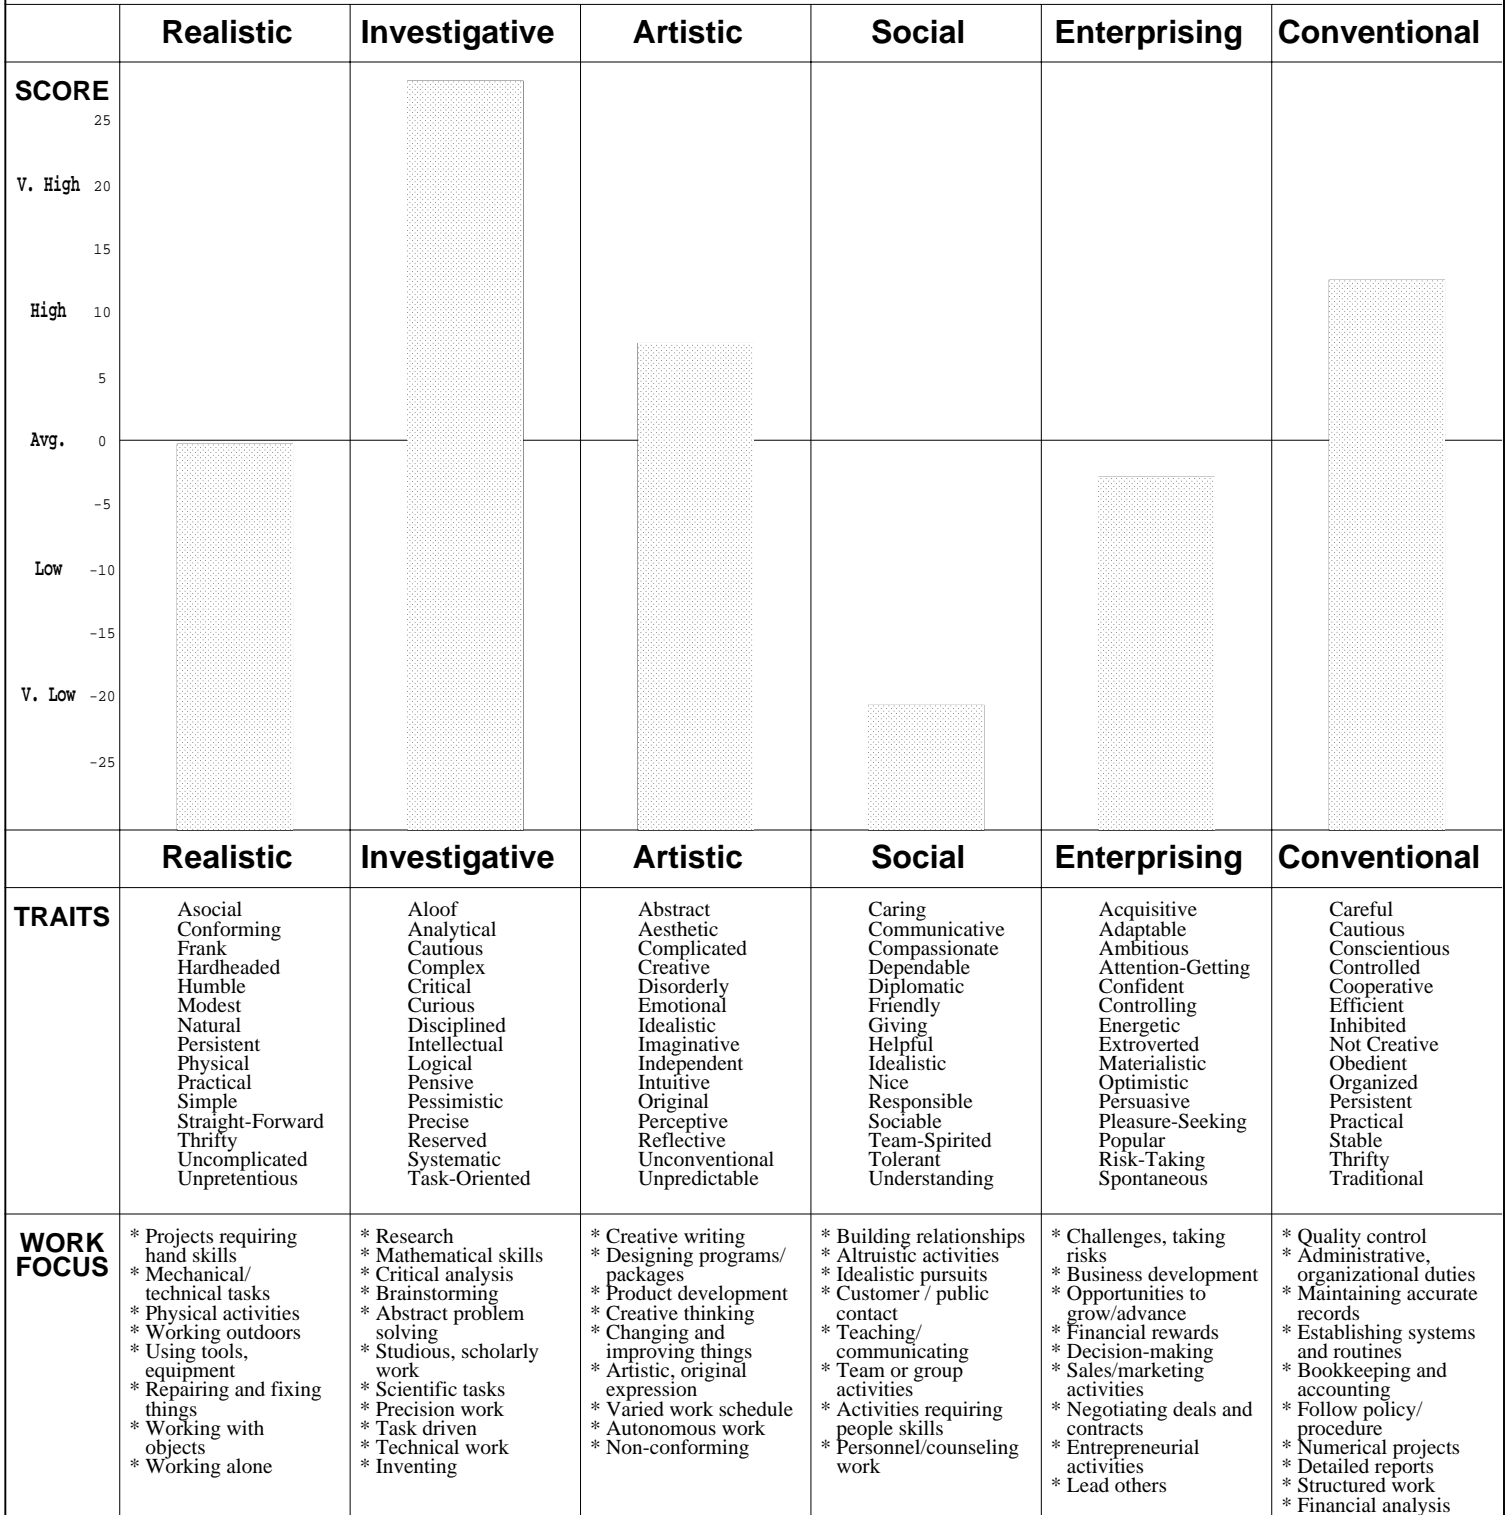 Realistic Investigative Artistic Social Enterprising Conventional
SCORE
25
V. High 20
15
High 10
5
Avg. 0
-5
Low -10
-15
V. Low -20
-25
Realistic Investigative Artistic Social Enterprising Conventional
TRAITS
Asocial
Conforming
Frank
Hardheaded
Humble
Modest
Natural
Persistent
Physical
Practical
Simple
Straight-Forward
Thrifty
Uncomplicated
Unpretentious
Aloof
Analytical
Cautious
Complex
Critical
Curious
Disciplined
Intellectual
Logical
Pensive
Pessimistic
Precise
Reserved
Systematic
Task-Oriented
Abstract
Aesthetic
Complicated
Creative
Disorderly
Emotional
Idealistic
Imaginative
Independent
Intuitive
Original
Perceptive
Reflective
Unconventional
Unpredictable
Caring
Communicative
Compassionate
Dependable
Diplomatic
Friendly
Giving
Helpful
Idealistic
Nice
Responsible
Sociable
Team-Spirited
Tolerant
Understanding
Acquisitive
Adaptable
Ambitious
Attention-Getting
Confident
Controlling
Energetic
Extroverted
Materialistic
Optimistic
Persuasive
Pleasure-Seeking
Popular
Risk-Taking
Spontaneous
Careful
Cautious
Conscientious
Controlled
Cooperative
Efficient
Inhibited
Not Creative
Obedient
Organized
Persistent
Practical
Stable
Thrifty
Traditional
WORK
FOCUS
* Projects requiring
hand skills
* Mechanical/
technical tasks
* Physical activities
* Working outdoors
* Using tools,
equipment
* Repairing and fixing
things
* Working with
objects
* Working alone
* Research
* Mathematical skills
* Critical analysis
* Brainstorming
* Abstract problem
solving
* Studious, scholarly
work
* Scientific tasks
* Precision work
* Task driven
* Technical work
* Inventing
* Creative writing
* Designing programs/
packages
* Product development
* Creative thinking
* Changing and
improving things
* Artistic, original
expression
* Varied work schedule
* Autonomous work
* Non-conforming
* Building relationships
* Altruistic activities
* Idealistic pursuits
* Customer / public
contact
* Teaching/
communicating
* Team or group
activities
* Activities requiring
people skills
* Personnel/counseling
work
* Challenges, taking
risks
* Business development
* Opportunities to
grow/advance
* Financial rewards
* Decision-making
* Sales/marketing
activities
* Negotiating deals and
contracts
* Entrepreneurial
activities
* Lead others
* Quality control
* Administrative,
organizational duties
* Maintaining accurate
records
* Establishing systems
and routines
* Bookkeeping and
accounting
* Follow policy/
procedure
* Numerical projects
* Detailed reports
* Structured work
* Financial analysis